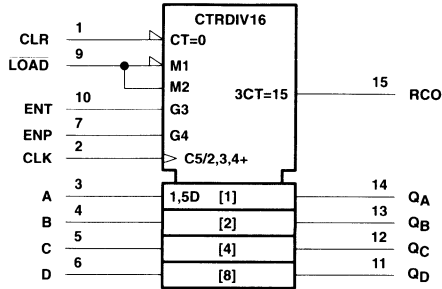 CTRDIV16
CLR 1 CT=0
LOAD 9 M1
M2
3CT=15 15 RCO
ENT 10 G3
ENP 7 G4
CLK 2 C5/2,3,4+
A 3 1,5D [1] 14 QA
B 4 [2] 13 QB
C 5 [4] 12 QC
D 6 [8] 11 QD